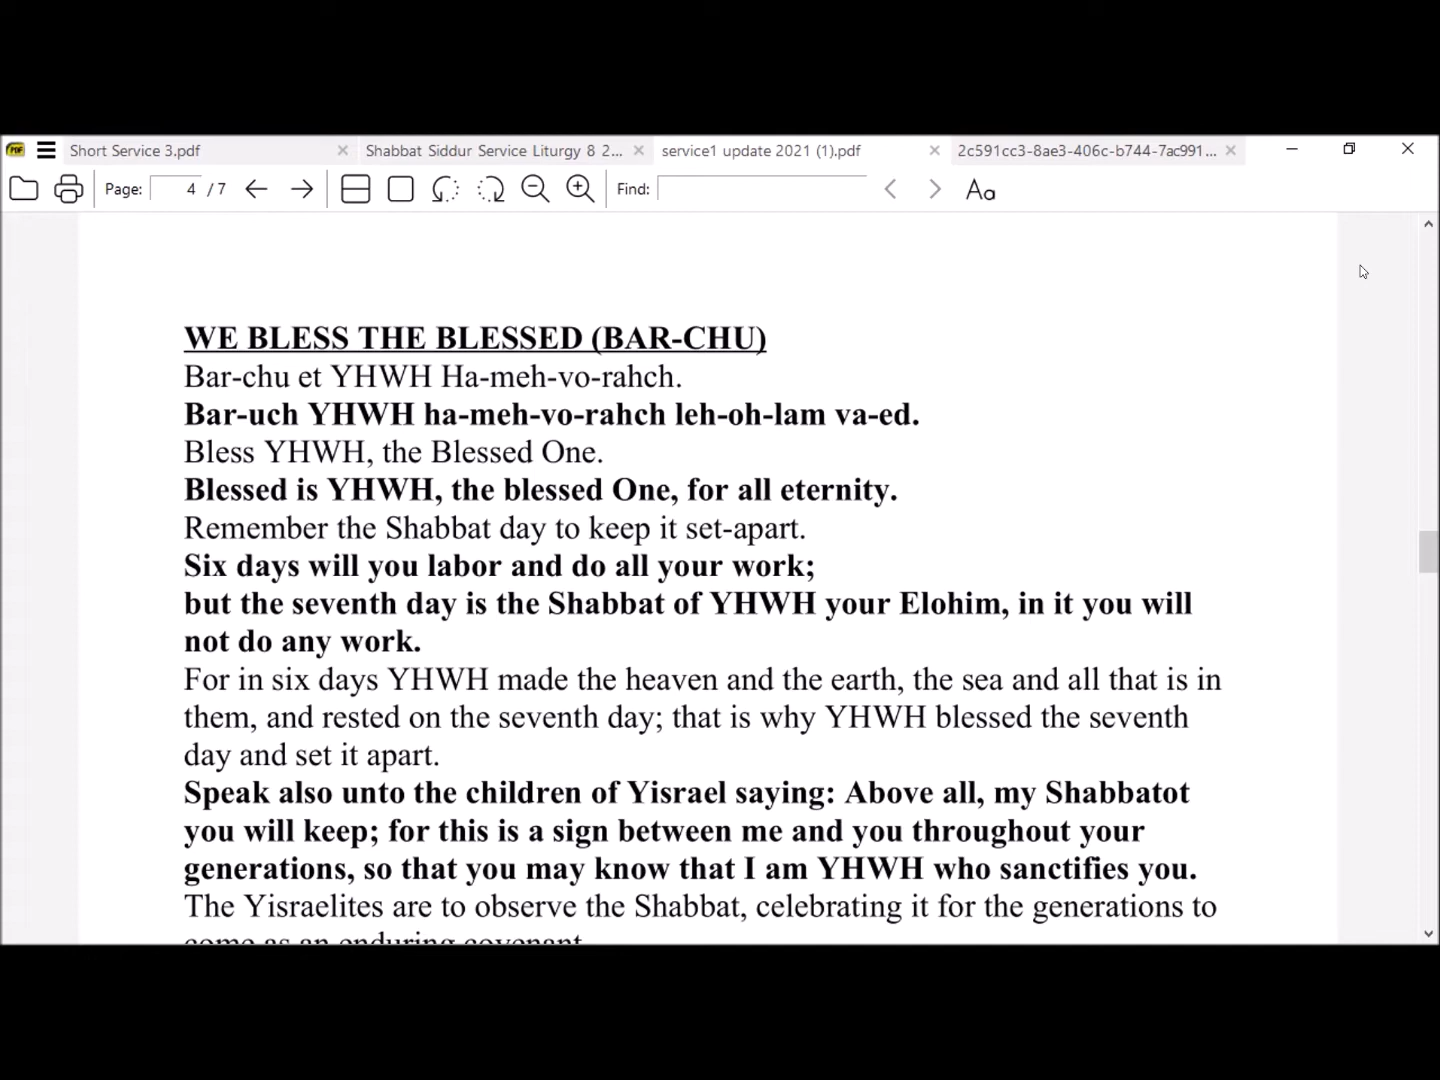 Short Service 3.pdf
Shabbat Siddur Service Liturgy 8 2...
service1 update 2021 (1).pdf
2c591cc3-8ae3-406c-b744-7ac991...
Page: 4 / 7
Find:
Aa
WE BLESS THE BLESSED (BAR-CHU)
Bar-chu et YHWH Ha-meh-vo-rahch.
Bar-uch YHWH ha-meh-vo-rahch leh-oh-lam va-ed.
Bless YHWH, the Blessed One.
Blessed is YHWH, the blessed One, for all eternity.
Remember the Shabbat day to keep it set-apart.
Six days will you labor and do all your work;
but the seventh day is the Shabbat of YHWH your Elohim, in it you will
not do any work.
For in six days YHWH made the heaven and the earth, the sea and all that is in
them, and rested on the seventh day; that is why YHWH blessed the seventh
day and set it apart.
Speak also unto the children of Yisrael saying: Above all, my Shabbatot
you will keep; for this is a sign between me and you throughout your
generations, so that you may know that I am YHWH who sanctifies you.
The Yisraelites are to observe the Shabbat, celebrating it for the generations to
come as an enduring covenant